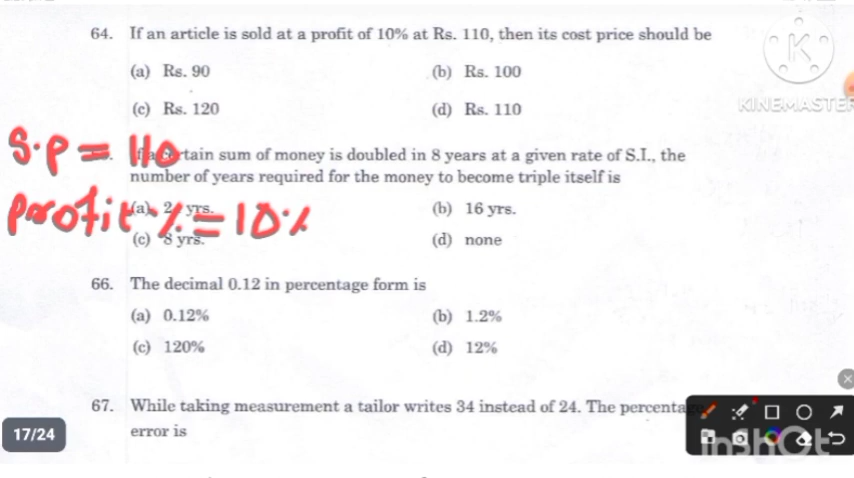 64. If an article is sold at a profit of 10% at Rs. 110, then its cost price should be
(a) Rs. 90 (b) Rs. 100
(c) Rs. 120 (d) Rs. 110
KINEMASTER
S.P = 110
tain sum of money is doubled in 8 years at a given rate of S.I., the
number of years required for the money to become triple itself is
Profit % = 10%
(a) yrs. (b) 16 yrs.
(c) 8 yrs. (d) none
66. The decimal 0.12 in percentage form is
(a) 0.12% (b) 1.2%
(c) 120% (d) 12%
67. While taking measurement a tailor writes 34 instead of 24. The percenta
error is
17/24
InShOt